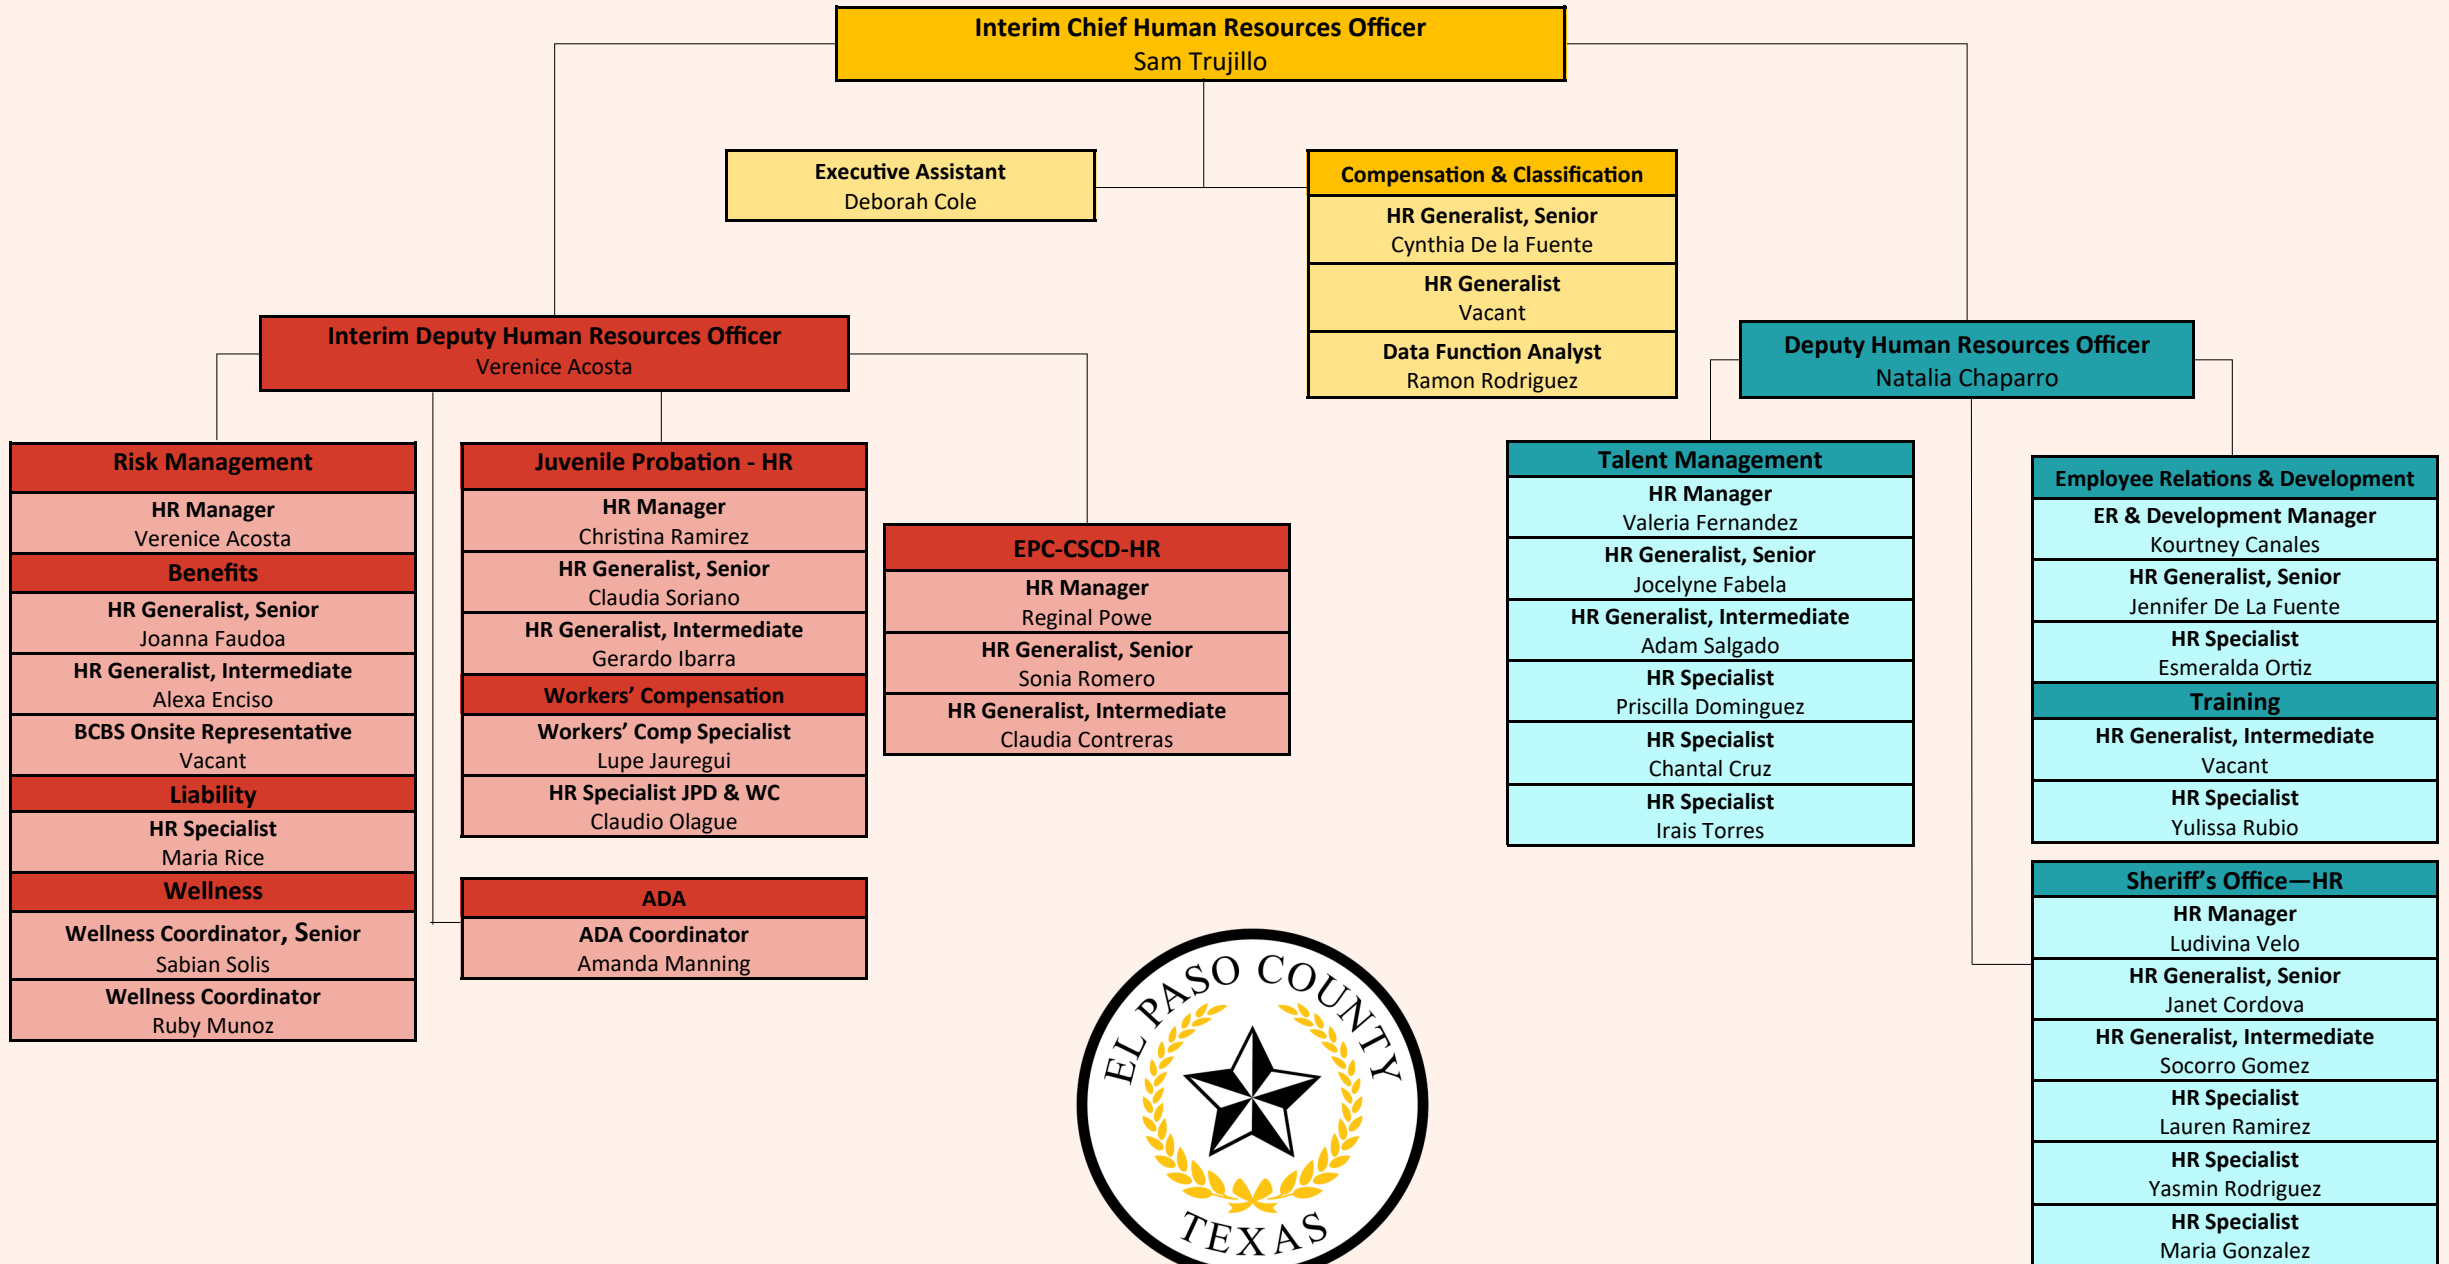 Interim Chief Human Resources Officer
Sam Trujillo
Executive Assistant
Deborah Cole
Compensation & Classification
HR Generalist, Senior
Cynthia De la Fuente
HR Generalist
Vacant
Data Function Analyst
Ramon Rodriguez
Interim Deputy Human Resources Officer
Verenice Acosta
Deputy Human Resources Officer
Natalia Chaparro
Risk Management
HR Manager
Verenice Acosta
Benefits
HR Generalist, Senior
Joanna Faudoa
HR Generalist, Intermediate
Alexa Enciso
BCBS Onsite Representative
Vacant
Liability
HR Specialist
Maria Rice
Wellness
Wellness Coordinator, Senior
Sabian Solis
Wellness Coordinator
Ruby Munoz
Juvenile Probation - HR
HR Manager
Christina Ramirez
HR Generalist, Senior
Claudia Soriano
HR Generalist, Intermediate
Gerardo Ibarra
Workers’ Compensation
Workers’ Comp Specialist
Lupe Jauregui
HR Specialist JPD & WC
Claudio Olague
ADA
ADA Coordinator
Amanda Manning
EPC-CSCD-HR
HR Manager
Reginal Powe
HR Generalist, Senior
Sonia Romero
HR Generalist, Intermediate
Claudia Contreras
Talent Management
HR Manager
Valeria Fernandez
HR Generalist, Senior
Jocelyne Fabela
HR Generalist, Intermediate
Adam Salgado
HR Specialist
Priscilla Dominguez
HR Specialist
Chantal Cruz
HR Specialist
Irais Torres
Employee Relations & Development
ER & Development Manager
Kourtney Canales
HR Generalist, Senior
Jennifer De La Fuente
HR Specialist
Esmeralda Ortiz
Training
HR Generalist, Intermediate
Vacant
HR Specialist
Yulissa Rubio
Sheriff’s Office—HR
HR Manager
Ludivina Velo
HR Generalist, Senior
Janet Cordova
HR Generalist, Intermediate
Socorro Gomez
HR Specialist
Lauren Ramirez
HR Specialist
Yasmin Rodriguez
HR Specialist
Maria Gonzalez
EL PASO COUNTY
TEXAS